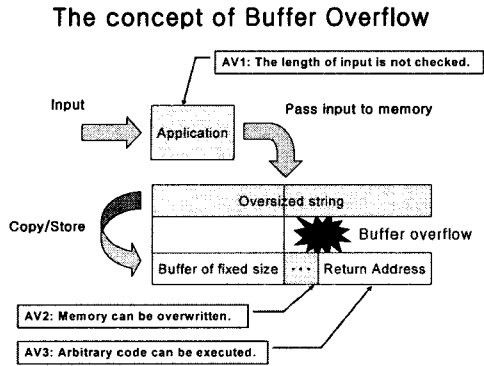 The concept of Buffer Overflow
AV1: The length of input is not checked.
Input
Application
Pass input to memory
Oversized string
Copy/Store
Buffer overflow
Buffer of fixed size
...
Return Address
AV2: Memory can be overwritten.
AV3: Arbitrary code can be executed.